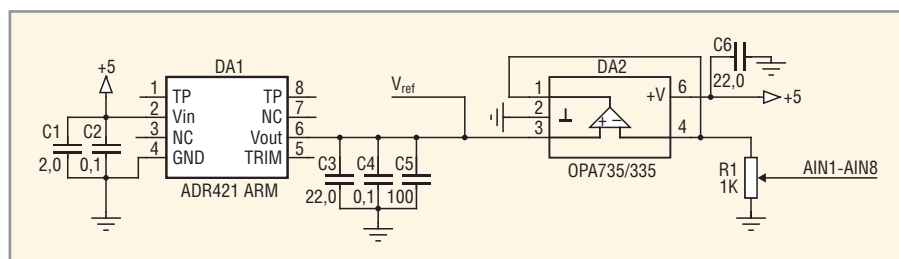 +5
DA1
1 TP TP 8
2 Vin NC 7
3 NC Vout 6
4 GND TRIM 5
ADR421 ARM
C1
2,0
C2
0,1
Vref
C3
22,0
C4
0,1
C5
100
DA2
1
2
3
+V 6
4
+ −
OPA735/335
C6
22,0
+5
R1
1K
AIN1-AIN8